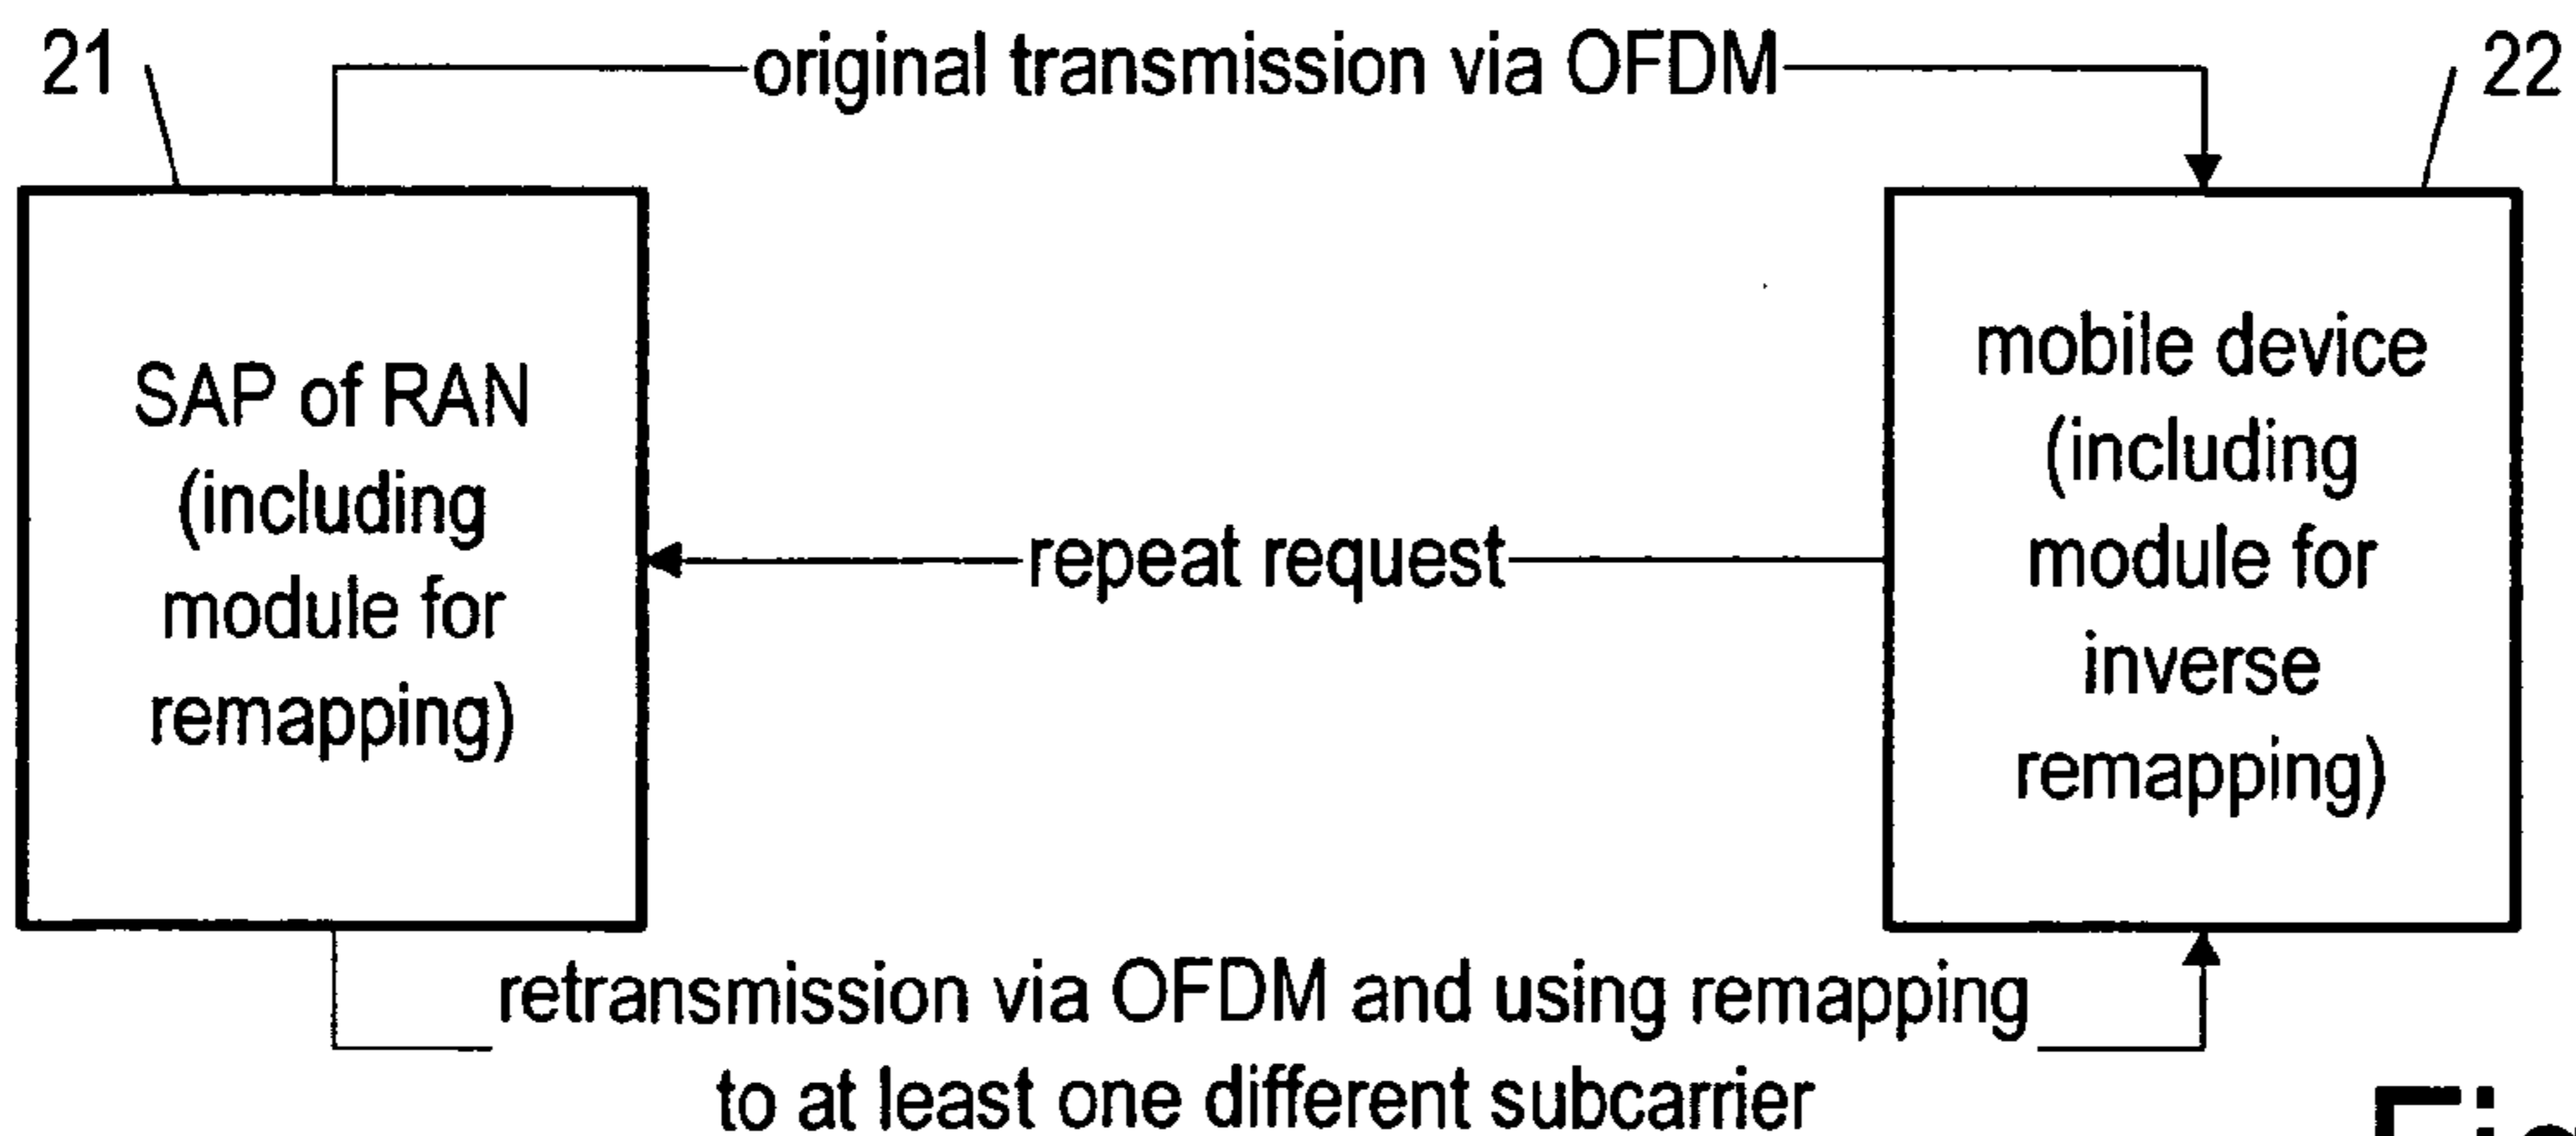 21
original transmission via OFDM
22
SAP of RAN
(including
module for
remapping)
mobile device
(including
module for
inverse
remapping)
repeat request
retransmission via OFDM and using remapping
to at least one different subcarrier